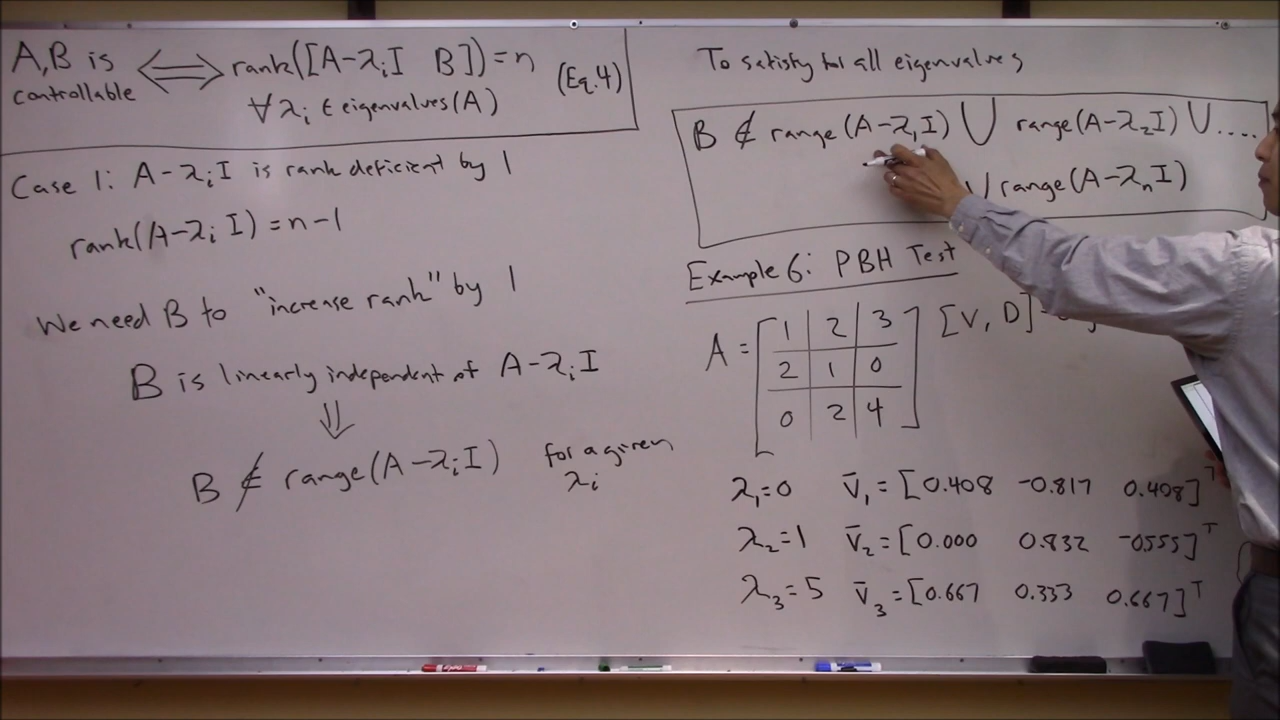 A,B is controllable ⟺ rank([A-λᵢI B]) = n (Eq.4)
∀ λᵢ ∈ eigenvalues(A)
Case 1: A-λᵢI is rank deficient by 1
rank(A-λᵢI) = n-1
We need B to "increase rank" by 1
B is linearly independent of A-λᵢI
⇓
B ∉ range(A-λᵢI) for a given λᵢ
To satisfy for all eigenvalues
B ∉ range(A-λ₁I) ∪ range(A-λ₂I) ∪ ....
∪ range(A-λₙI)
Example 6: PBH Test
A = [1 2 3
2 1 0
0 2 4]
[V, D]
λ₁=0 v̄₁ = [0.408 -0.817 0.408]ᵀ
λ₂=1 v̄₂ = [0.000 0.832 -0.555]ᵀ
λ₃=5 v̄₃ = [0.667 0.333 0.667]ᵀ